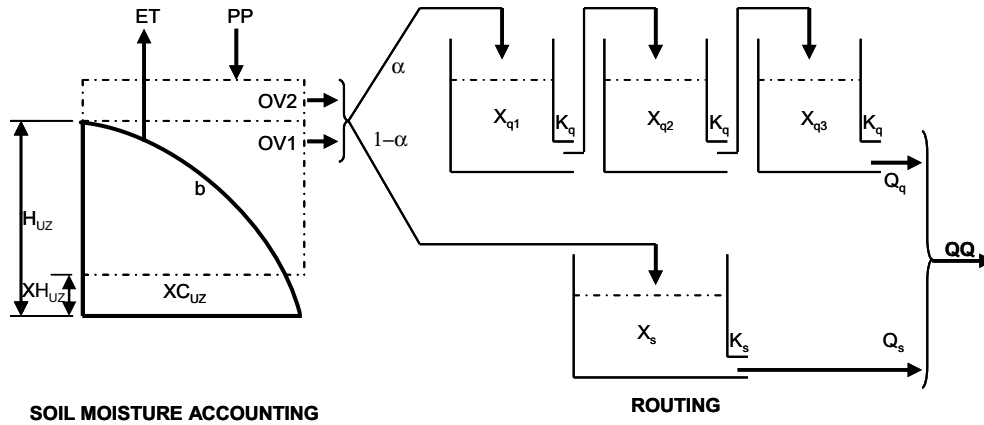 ET
PP
OV2
OV1
α
1−α
b
H_UZ
XH_UZ
XC_UZ
X_q1
K_q
X_q2
K_q
X_q3
K_q
Q_q
QQ
X_s
K_s
Q_s
SOIL MOISTURE ACCOUNTING
ROUTING